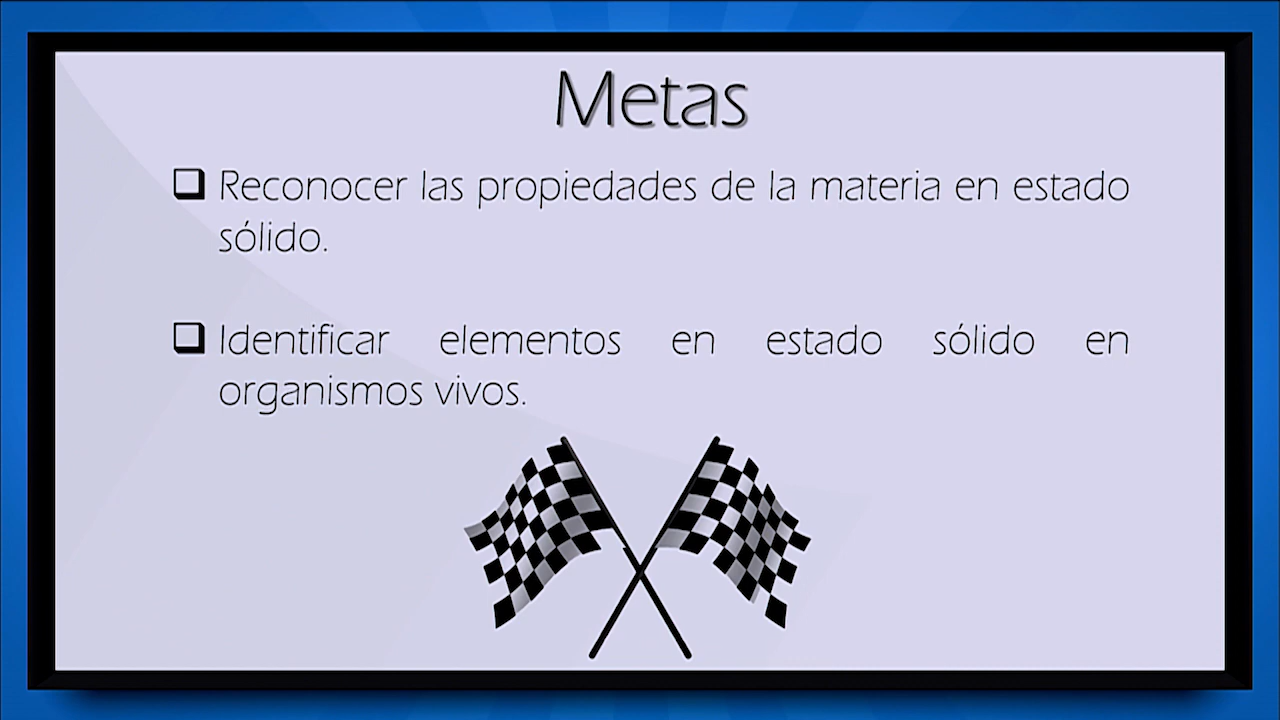 Metas
Reconocer las propiedades de la materia en estado
sólido.
Identificar elementos en estado sólido en
organismos vivos.